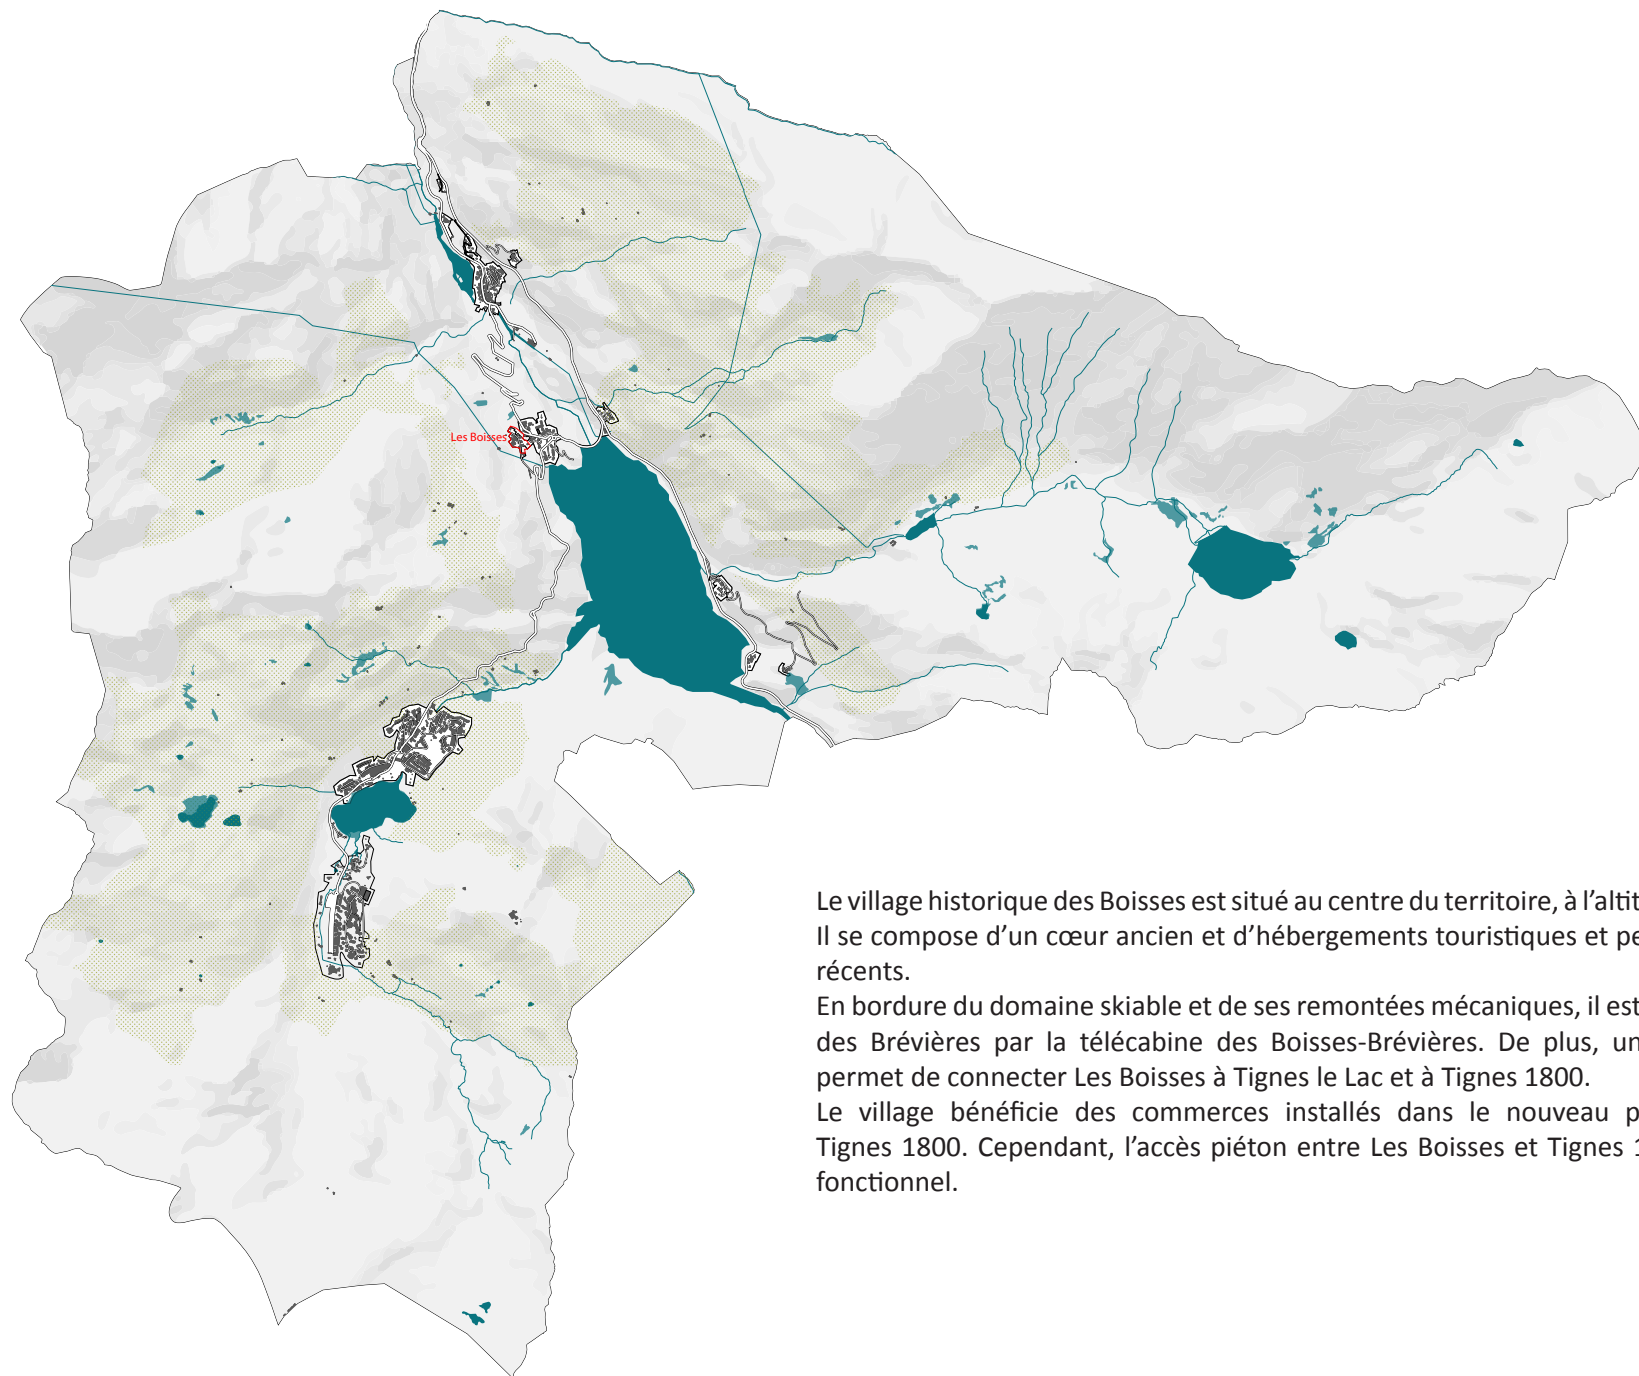 Les Boisses
Le village historique des Boisses est situé au centre du territoire, à l’altit
Il se compose d’un cœur ancien et d’hébergements touristiques et pe
récents.
En bordure du domaine skiable et de ses remontées mécaniques, il est
des Brévières par la télécabine des Boisses-Brévières. De plus, un
permet de connecter Les Boisses à Tignes le Lac et à Tignes 1800.
Le village bénéficie des commerces installés dans le nouveau p
Tignes 1800. Cependant, l’accès piéton entre Les Boisses et Tignes 1
fonctionnel.